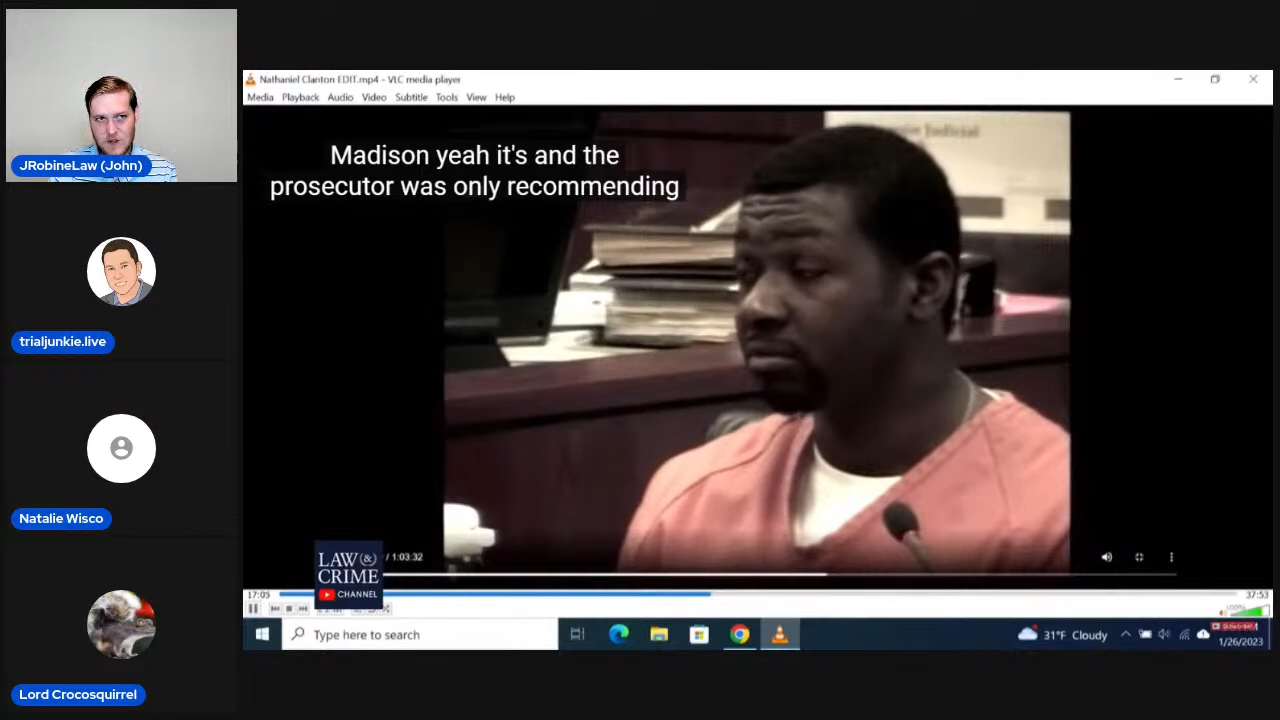 JRobineLaw (John)
trialjunkie.live
Natalie Wisco
Lord Crocosquirrel
Nathaniel Clanton EDIT.mp4 - VLC media player
Media Playback Audio Video Subtitle Tools View Help
Judicial
Madison yeah it's and the
prosecutor was only recommending
/ 1:03:32
LAW (&)
CRIME
CHANNEL
17:05
37:53
100%
Type here to search
31°F Cloudy
1/26/2023